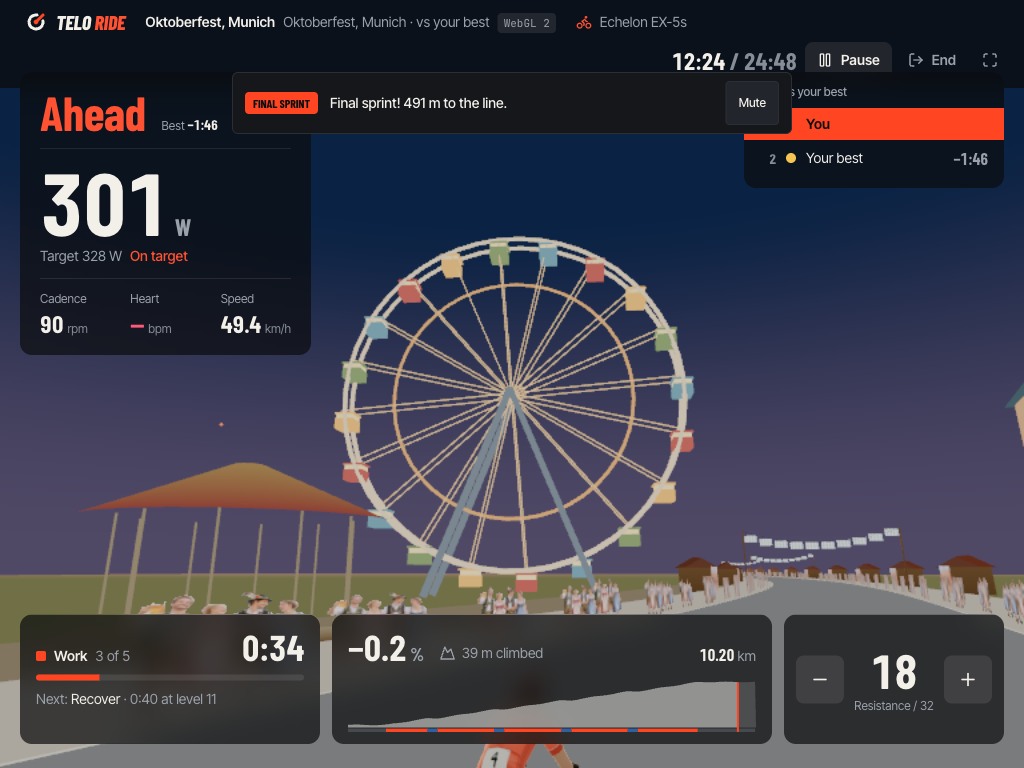 TELO RIDE Oktoberfest, Munich Oktoberfest, Munich · vs your best WebGL 2 Echelon EX-5s
12:24 / 24:48 Pause End
Ahead Best −1:46
FINAL SPRINT Final sprint! 491 m to the line. Mute
s your best
You
2 Your best −1:46
301 W
Target 328 W On target
Cadence Heart Speed
90 rpm — bpm 49.4 km/h
Work 3 of 5 0:34
Next: Recover · 0:40 at level 11
−0.2 % 39 m climbed 10.20 km
− 18 +
Resistance / 32
4